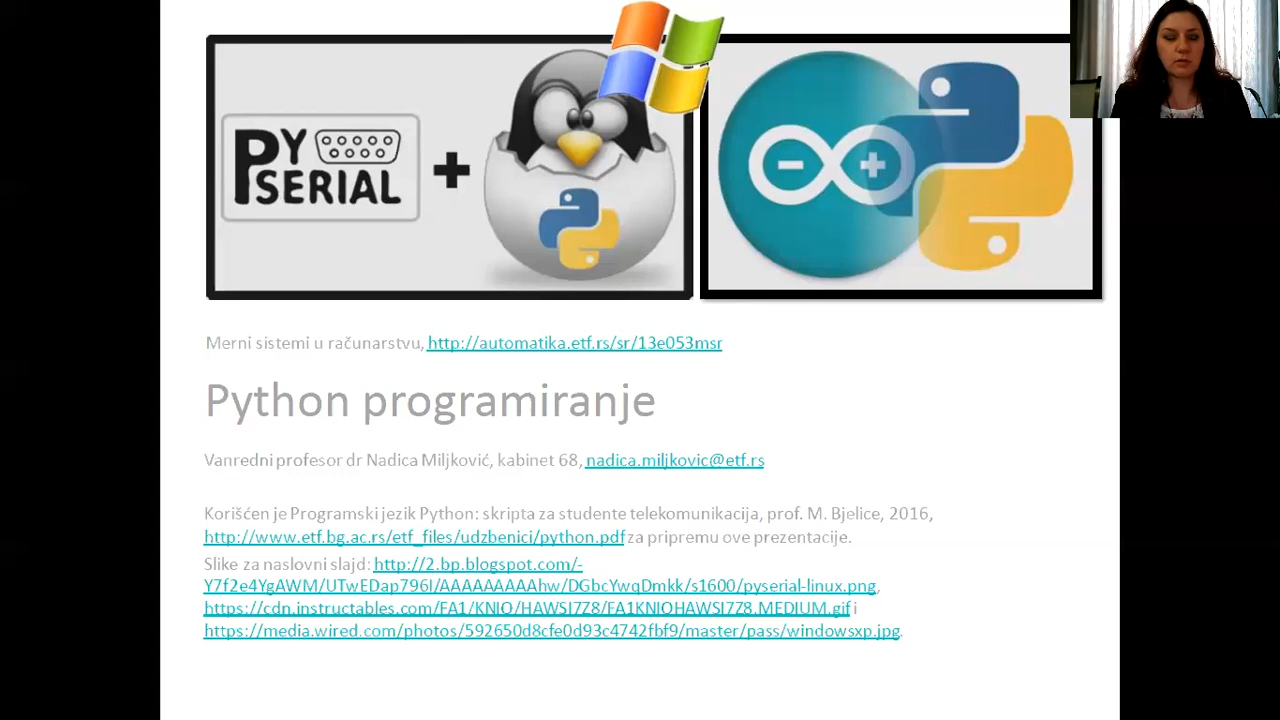 PY
SERIAL
Merni sistemi u računarstvu, http://automatika.etf.rs/sr/13e053msr
Python programiranje
Vanredni profesor dr Nadica Miljković, kabinet 68, nadica.miljkovic@etf.rs
Korišćen je Programski jezik Python: skripta za studente telekomunikacija, prof. M. Bjelice, 2016,
http://www.etf.bg.ac.rs/etf_files/udzbenici/python.pdf za pripremu ove prezentacije.
Slike za naslovni slajd: http://2.bp.blogspot.com/-
Y7f2e4YgAWM/UTwEDap796I/AAAAAAAAAhw/DGbcYwqDmkk/s1600/pyserial-linux.png,
https://cdn.instructables.com/FA1/KNIO/HAWSI7Z8/FA1KNIOHAWSI7Z8.MEDIUM.gif i
https://media.wired.com/photos/592650d8cfe0d93c4742fbf9/master/pass/windowsxp.jpg.